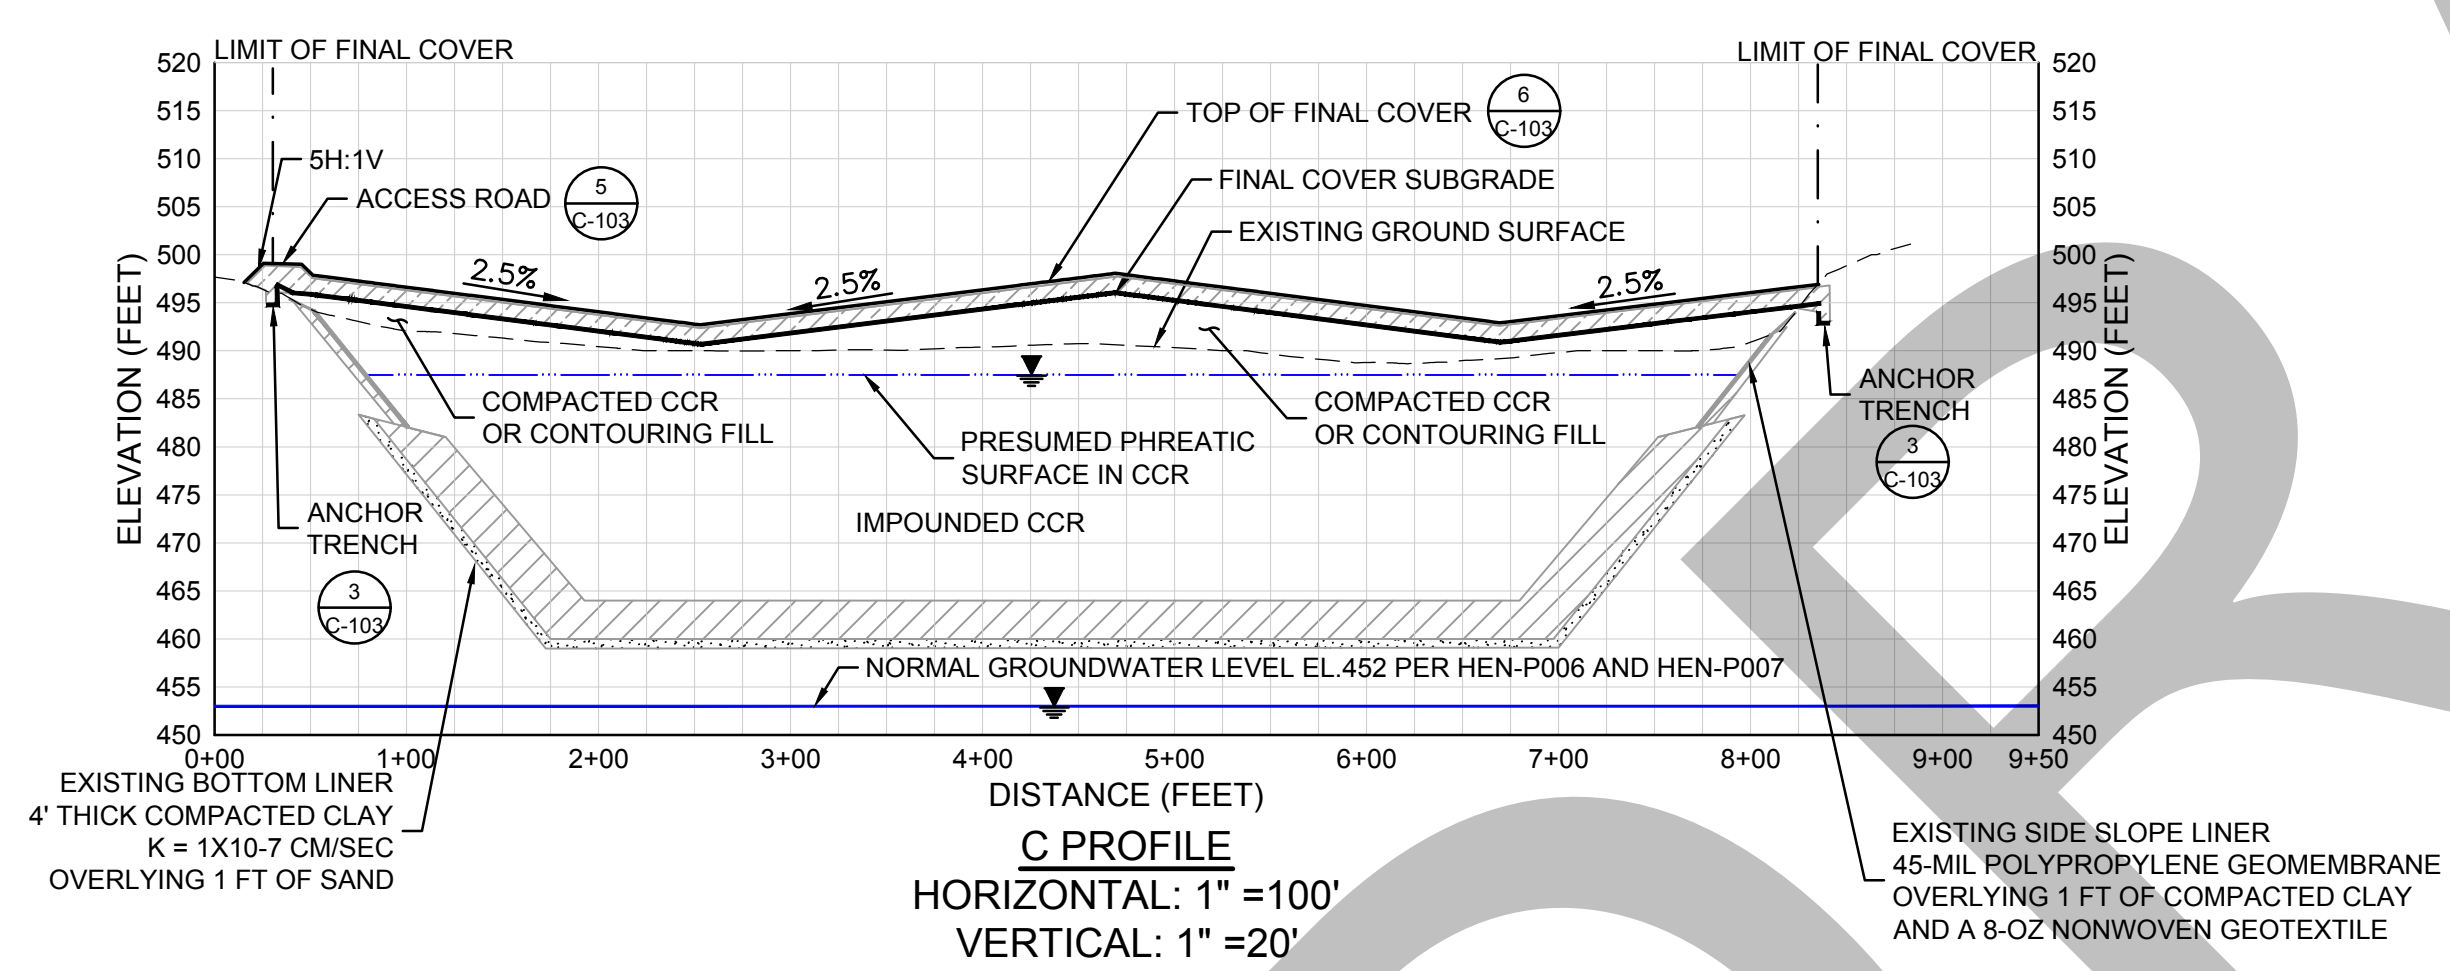 LIMIT OF FINAL COVER
LIMIT OF FINAL COVER
520
515
510
505
500
495
490
485
480
475
470
465
460
455
450
ELEVATION (FEET)
520
515
510
505
500
495
490
485
480
475
470
465
460
455
450
ELEVATION (FEET)
5H:1V
ACCESS ROAD
5
C-103
TOP OF FINAL COVER
6
C-103
FINAL COVER SUBGRADE
EXISTING GROUND SURFACE
2.5%
2.5%
2.5%
COMPACTED CCR
OR CONTOURING FILL
PRESUMED PHREATIC
SURFACE IN CCR
COMPACTED CCR
OR CONTOURING FILL
ANCHOR
TRENCH
3
C-103
IMPOUNDED CCR
ANCHOR
TRENCH
3
C-103
NORMAL GROUNDWATER LEVEL EL.452 PER HEN-P006 AND HEN-P007
0+00 1+00 2+00 3+00 4+00 5+00 6+00 7+00 8+00 9+00 9+50
DISTANCE (FEET)
EXISTING BOTTOM LINER
4' THICK COMPACTED CLAY
K = 1X10-7 CM/SEC
OVERLYING 1 FT OF SAND
C PROFILE
HORIZONTAL: 1" =100'
VERTICAL: 1" =20'
EXISTING SIDE SLOPE LINER
45-MIL POLYPROPYLENE GEOMEMBRANE
OVERLYING 1 FT OF COMPACTED CLAY
AND A 8-OZ NONWOVEN GEOTEXTILE